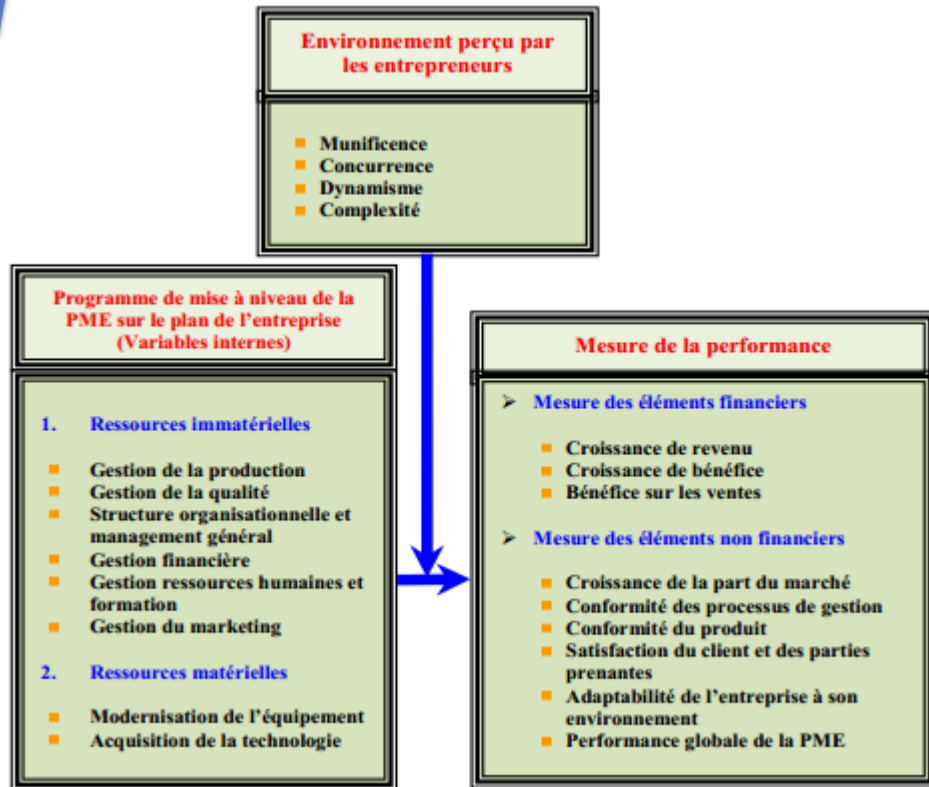 Environnement perçu par
les entrepreneurs
Munificence
Concurrence
Dynamisme
Complexité
Programme de mise à niveau de la
PME sur le plan de l’entreprise
(Variables internes)
1. Ressources immatérielles
Gestion de la production
Gestion de la qualité
Structure organisationnelle et
management général
Gestion financière
Gestion ressources humaines et
formation
Gestion du marketing
2. Ressources matérielles
Modernisation de l’équipement
Acquisition de la technologie
Mesure de la performance
Mesure des éléments financiers
Croissance de revenu
Croissance de bénéfice
Bénéfice sur les ventes
Mesure des éléments non financiers
Croissance de la part du marché
Conformité des processus de gestion
Conformité du produit
Satisfaction du client et des parties
prenantes
Adaptabilité de l’entreprise à son
environnement
Performance globale de la PME